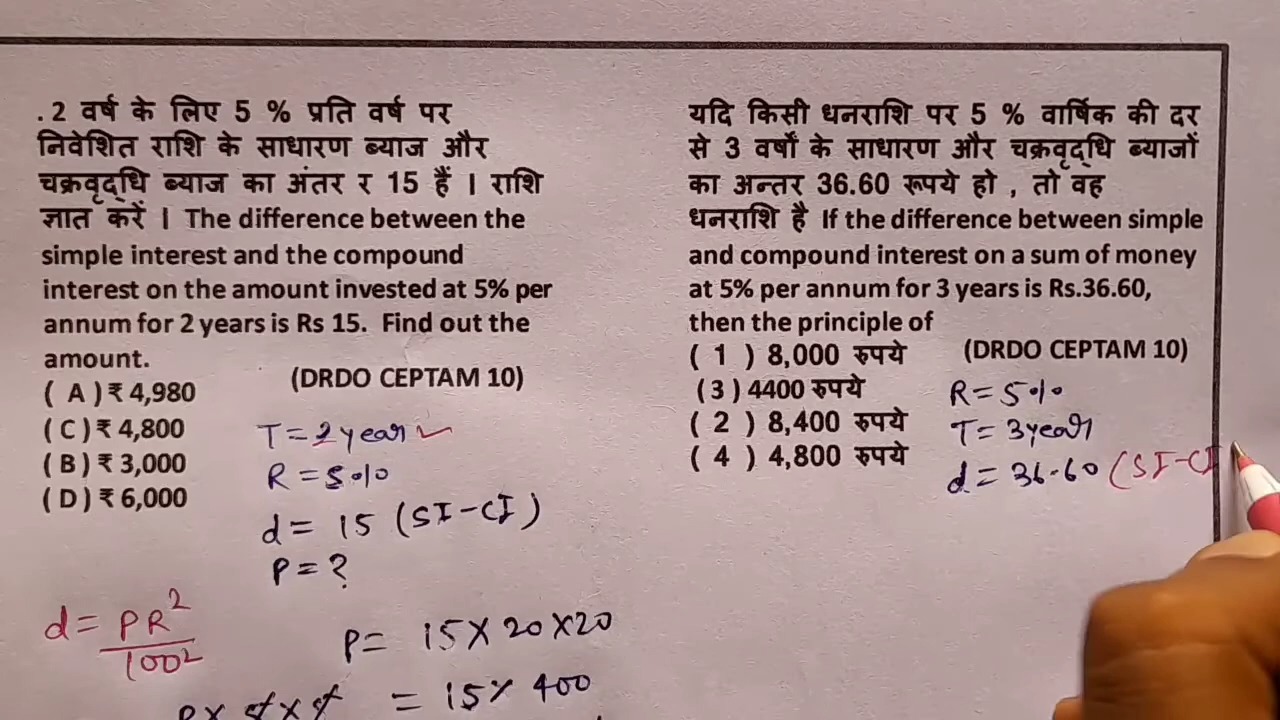 .2 वर्ष के लिए 5 % प्रति वर्ष पर
निवेशित राशि के साधारण ब्याज और
चक्रवृद्धि ब्याज का अंतर र 15 हैं । राशि
ज्ञात करें । The difference between the
simple interest and the compound
interest on the amount invested at 5% per
annum for 2 years is Rs 15. Find out the
amount.
(DRDO CEPTAM 10)
( A ) ₹ 4,980
( C ) ₹ 4,800
( B ) ₹ 3,000
( D ) ₹ 6,000
T = 2 year ✓
R = 5%
d = 15 (SI-CI)
P = ?
d = PR²
100²
P = 15 X 20 X 20
= 15 X 400
यदि किसी धनराशि पर 5 % वार्षिक की दर
से 3 वर्षों के साधारण और चक्रवृद्धि ब्याजों
का अन्तर 36.60 रूपये हो , तो वह
धनराशि है If the difference between simple
and compound interest on a sum of money
at 5% per annum for 3 years is Rs.36.60,
then the principle of
(DRDO CEPTAM 10)
( 1 ) 8,000 रुपये
( 3 ) 4400 रुपये
( 2 ) 8,400 रुपये
( 4 ) 4,800 रुपये
R = 5%
T = 3year
d = 36.60 (SI-CI